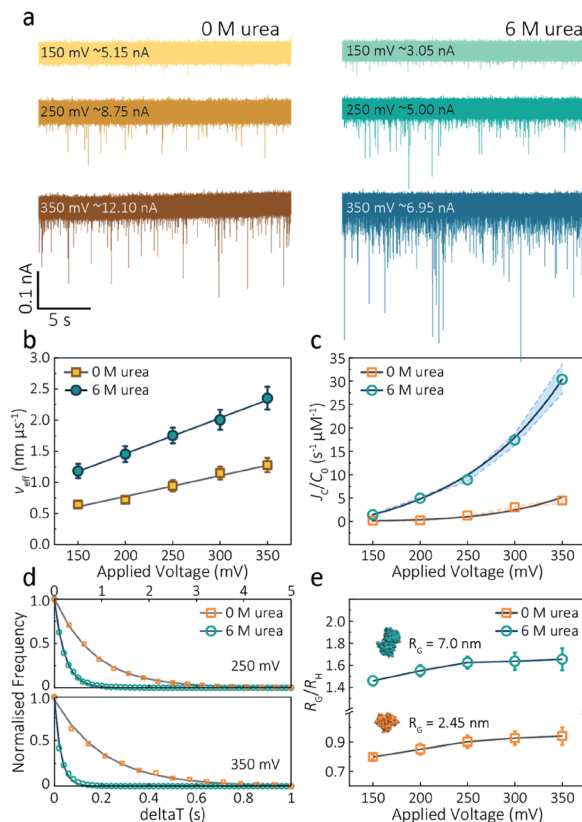 a
0 M urea
6 M urea
150 mV ~5.15 nA
150 mV ~3.05 nA
250 mV ~8.75 nA
250 mV ~5.00 nA
350 mV ~12.10 nA
350 mV ~6.95 nA
0.1 nA
5 s
b
3.0
2.5
2.0
1.5
1.0
0.5
0.0
v_eff (nm μs⁻¹)
0 M urea
6 M urea
150 200 250 300 350
Applied Voltage (mV)
c
35
30
25
20
15
10
5
0
J_C/C_0 (s⁻¹ μM⁻¹)
0 M urea
6 M urea
150 200 250 300 350
Applied Voltage (mV)
d
0 1 2 3 4 5
1.0
0.5
0
0 M urea
6 M urea
250 mV
1.0
0.5
0
350 mV
Normalised Frequency
0 0.2 0.4 0.6 0.8 1
deltaT (s)
e
1.8
1.6
1.4
0.9
0.7
R_G/R_H
0 M urea
6 M urea
R_G = 7.0 nm
R_G = 2.45 nm
150 200 250 300 350
Applied Voltage (mV)